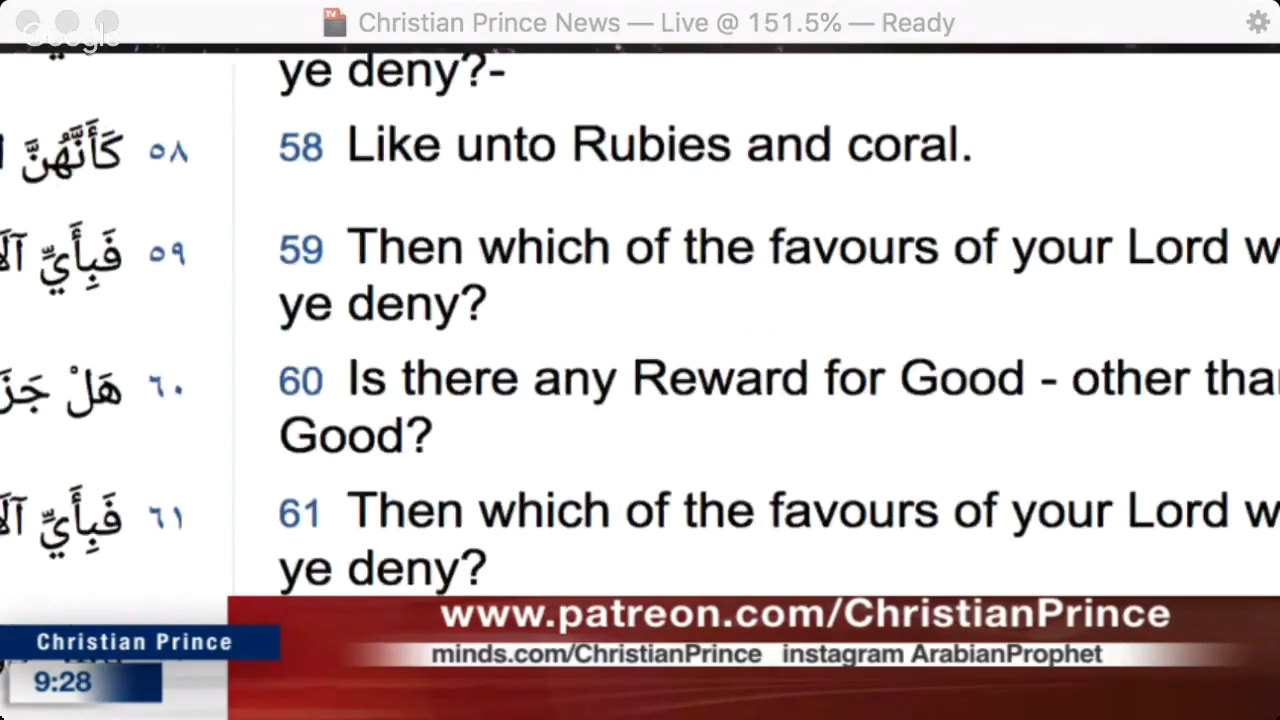 Christian Prince News — Live @ 151.5% — Ready
Google
ye deny?-
كَأَنَّهُنَّ ٥٨ 58 Like unto Rubies and coral.
فَبِأَيِّ ٥٩ 59 Then which of the favours of your Lord
ye deny?
هَلْ ٦٠ 60 Is there any Reward for Good - other
Good?
فَبِأَيِّ ٦١ 61 Then which of the favours of your Lord
ye deny?
www.patreon.com/ChristianPrince
Christian Prince
minds.com/ChristianPrince instagram ArabianProphet
9:28